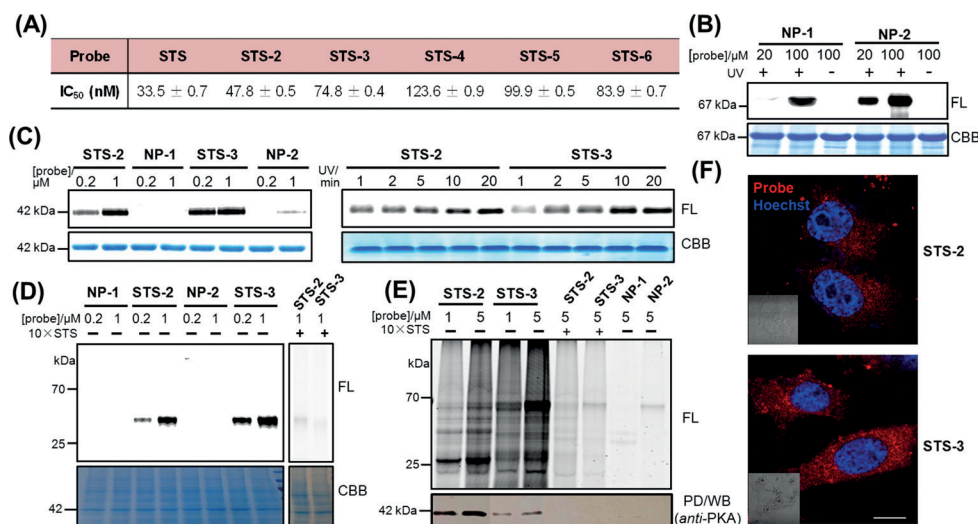 (A)
Probe STS STS-2 STS-3 STS-4 STS-5 STS-6
IC50 (nM) 33.5 ± 0.7 47.8 ± 0.5 74.8 ± 0.4 123.6 ± 0.9 99.9 ± 0.5 83.9 ± 0.7
(B)
NP-1 NP-2
[probe]/μM 20 100 100 20 100 100
UV + + - + + -
67 kDa FL
67 kDa CBB
(C)
STS-2 NP-1 STS-3 NP-2
[probe]/
μM 0.2 1 0.2 1 0.2 1 0.2 1
42 kDa
42 kDa
STS-2 STS-3
UV/
min 1 2 5 10 20 1 2 5 10 20
FL
CBB
(D)
NP-1 STS-2 NP-2 STS-3 STS-2 STS-3
[probe]/μM 0.2 1 0.2 1 0.2 1 0.2 1 1 1
10×STS - - - - - - - - + +
kDa
70
25
FL
42
CBB
(E)
STS-2 STS-3 STS-2 STS-3 NP-1 NP-2
[probe]/μM 1 5 1 5 5 5 5 5
10×STS - - - - + + - -
kDa
70
25
FL
42 kDa
PD/WB
(anti-PKA)
(F)
Probe
Hoechst
STS-2
STS-3